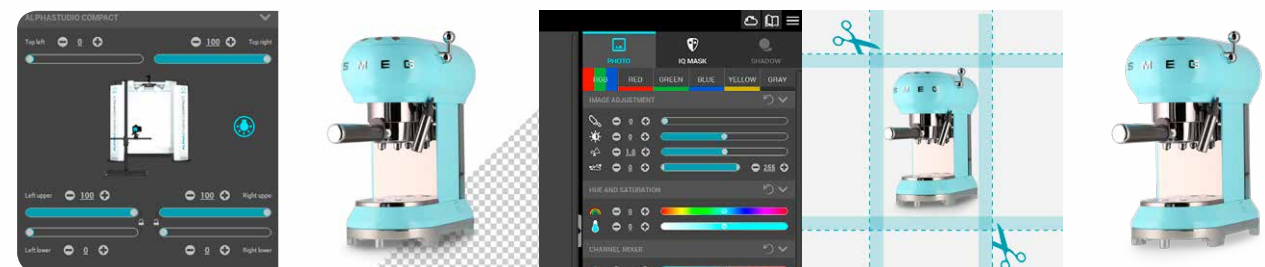 ALPHASTUDIO COMPACT
Top left 0 100 Top right
Left upper 100 100 Right uppe
Left lower 0 0 Right lower
SMEG
PHOTO IQ MASK SHADOW
RGB RED GREEN BLUE YELLOW GRAY
IMAGE ADJUSTMENT
0
0
1.0
0 255
HUE AND SATURATION
0
0
CHANNEL MIXER
SMEG
SMEG